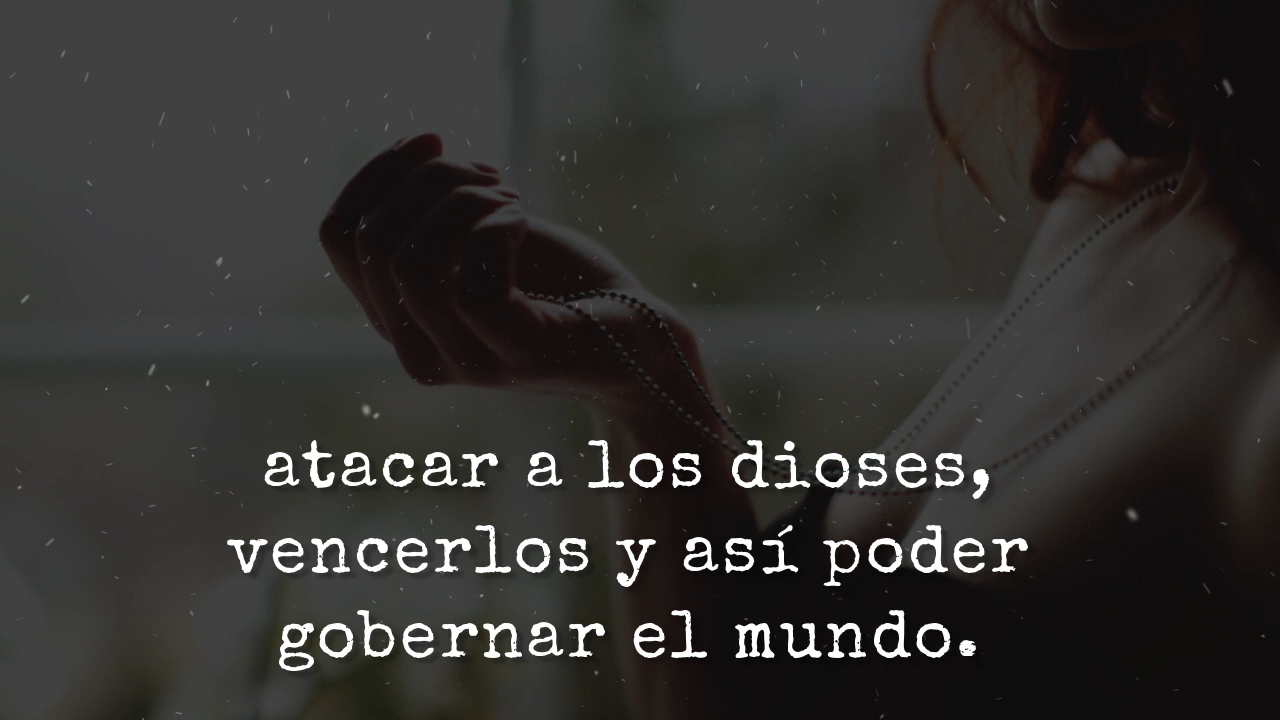 atacar a los dioses,
vencerlos y así poder
gobernar el mundo.